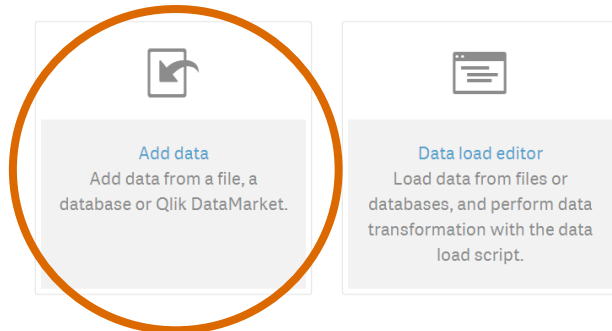 Add data
Add data from a file, a
database or Qlik DataMarket.
Data load editor
Load data from files or
databases, and perform data
transformation with the data
load script.